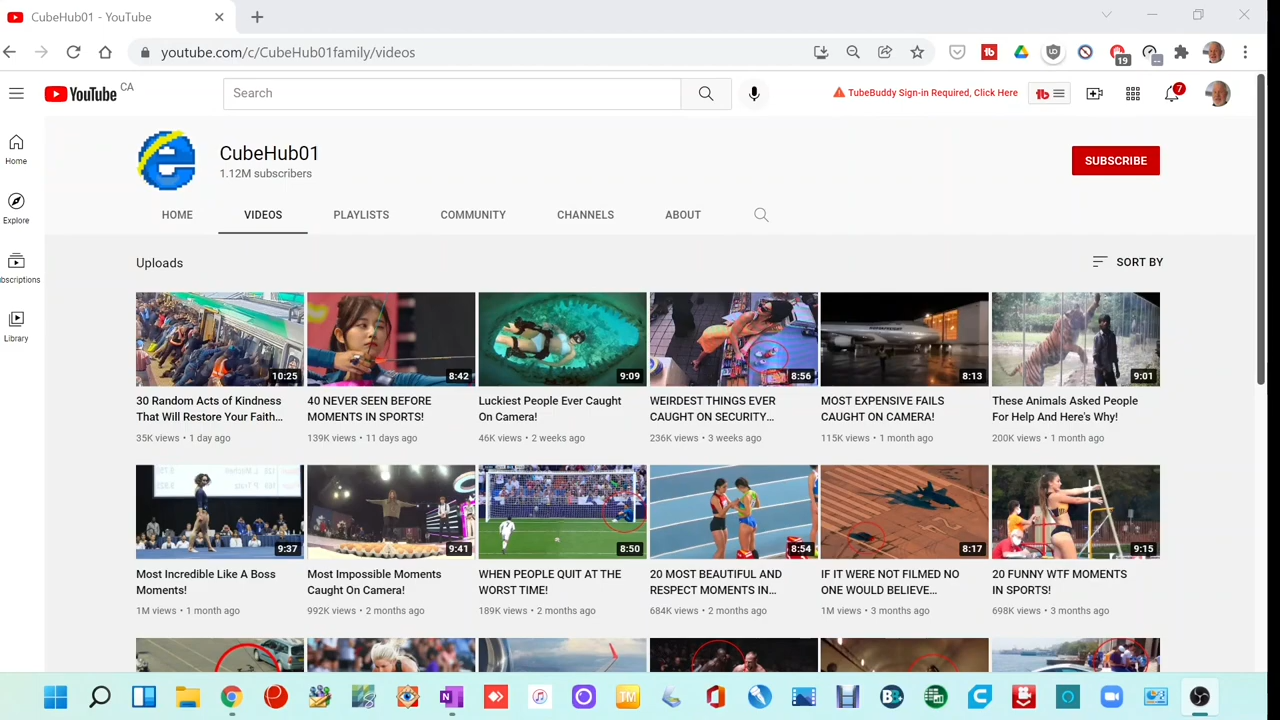 CubeHub01 - YouTube
youtube.com/c/CubeHub01family/videos
19
YouTube CA
Search
TubeBuddy Sign-in Required, Click Here
tb
7
Home
Explore
bscriptions
Library
CubeHub01
1.12M subscribers
SUBSCRIBE
HOME VIDEOS PLAYLISTS COMMUNITY CHANNELS ABOUT
Uploads
SORT BY
10:25
8:42
9:09
8:56
8:13
9:01
30 Random Acts of Kindness
That Will Restore Your Faith...
35K views • 1 day ago
40 NEVER SEEN BEFORE
MOMENTS IN SPORTS!
139K views • 11 days ago
Luckiest People Ever Caught
On Camera!
46K views • 2 weeks ago
WEIRDEST THINGS EVER
CAUGHT ON SECURITY...
236K views • 3 weeks ago
MOST EXPENSIVE FAILS
CAUGHT ON CAMERA!
115K views • 1 month ago
These Animals Asked People
For Help And Here's Why!
200K views • 1 month ago
9:37
9:41
8:50
8:54
8:17
9:15
Most Incredible Like A Boss
Moments!
1M views • 1 month ago
Most Impossible Moments
Caught On Camera!
992K views • 2 months ago
WHEN PEOPLE QUIT AT THE
WORST TIME!
189K views • 2 months ago
20 MOST BEAUTIFUL AND
RESPECT MOMENTS IN...
684K views • 2 months ago
IF IT WERE NOT FILMED NO
ONE WOULD BELIEVE...
1M views • 3 months ago
20 FUNNY WTF MOMENTS
IN SPORTS!
698K views • 3 months ago